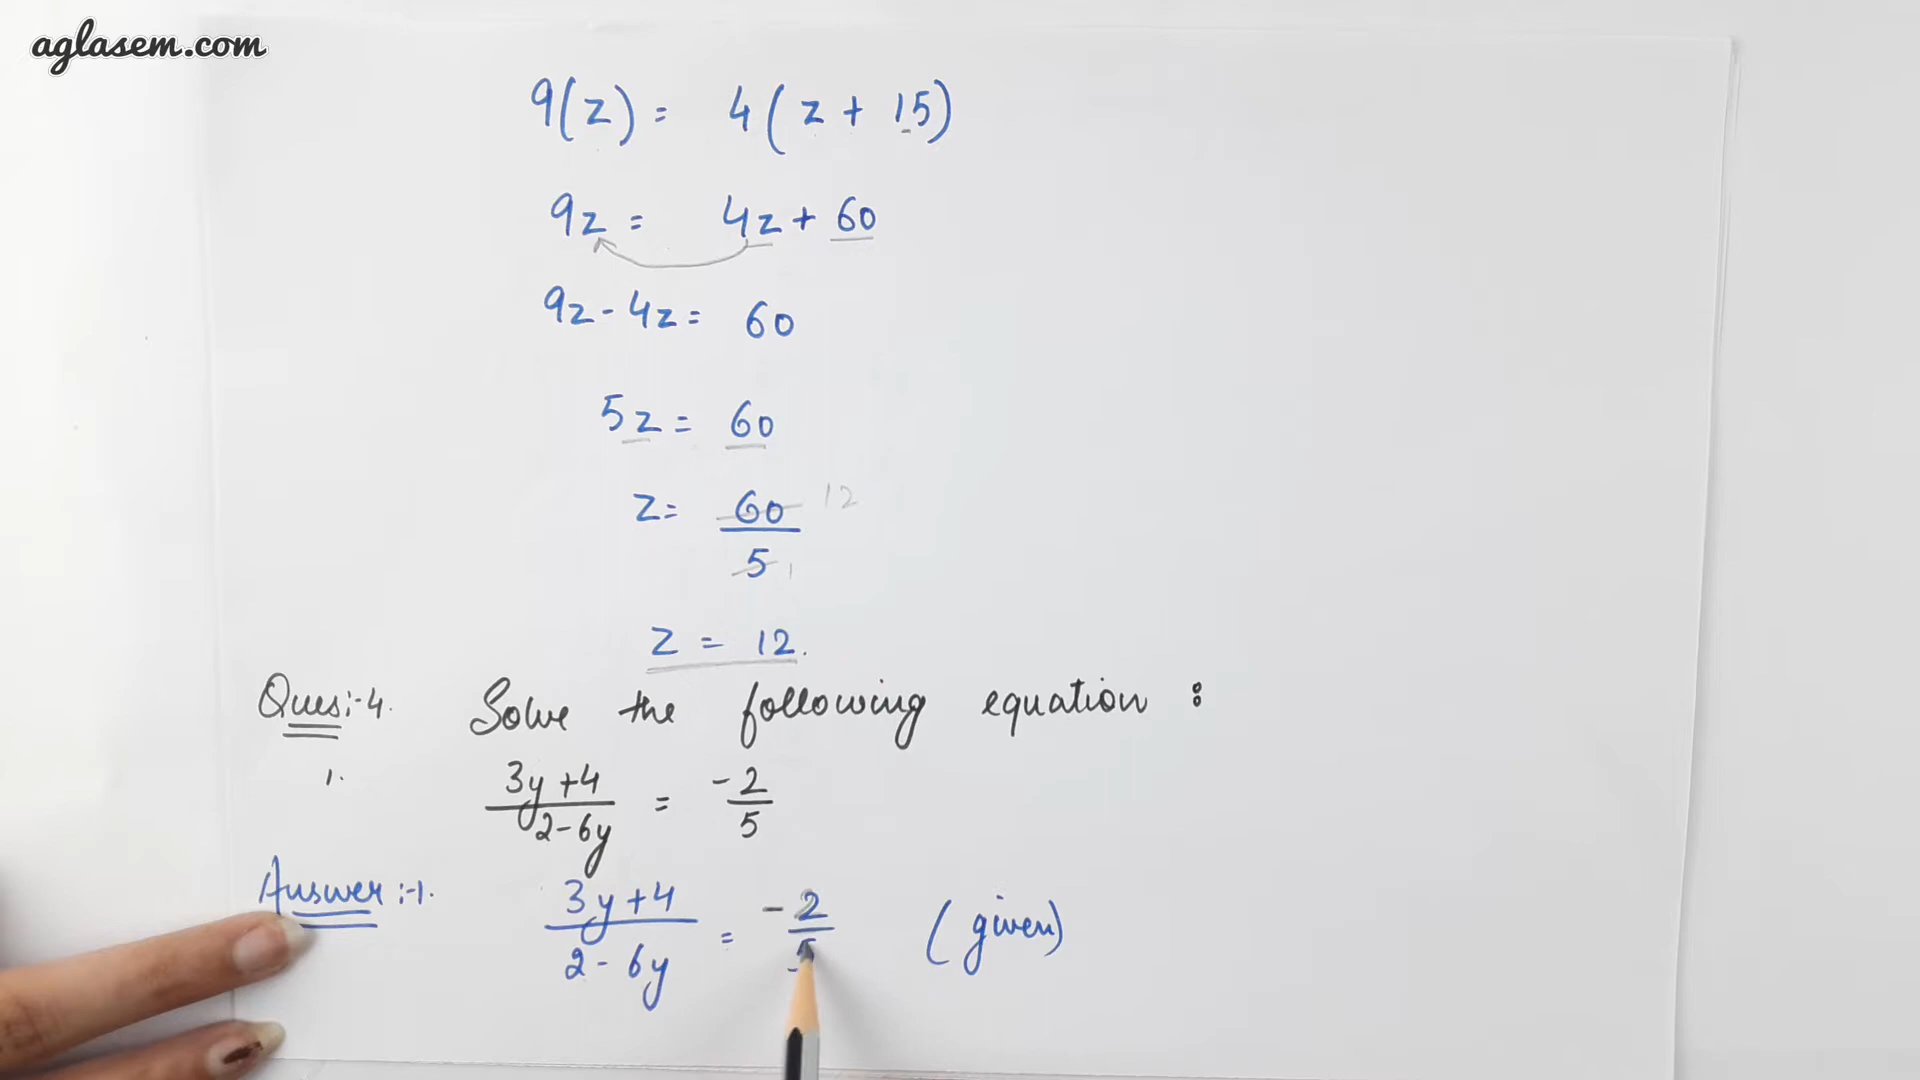 aglasem.com
9(z) = 4(z + 15)
9z = 4z + 60
9z - 4z = 60
5z = 60
z = 60/5 12 1
z = 12.
Ques:-4. Solve the following equation :
1. 3y+4/2-6y = -2/5
Answer:-1. 3y+4/2-6y = -2/5 (given)